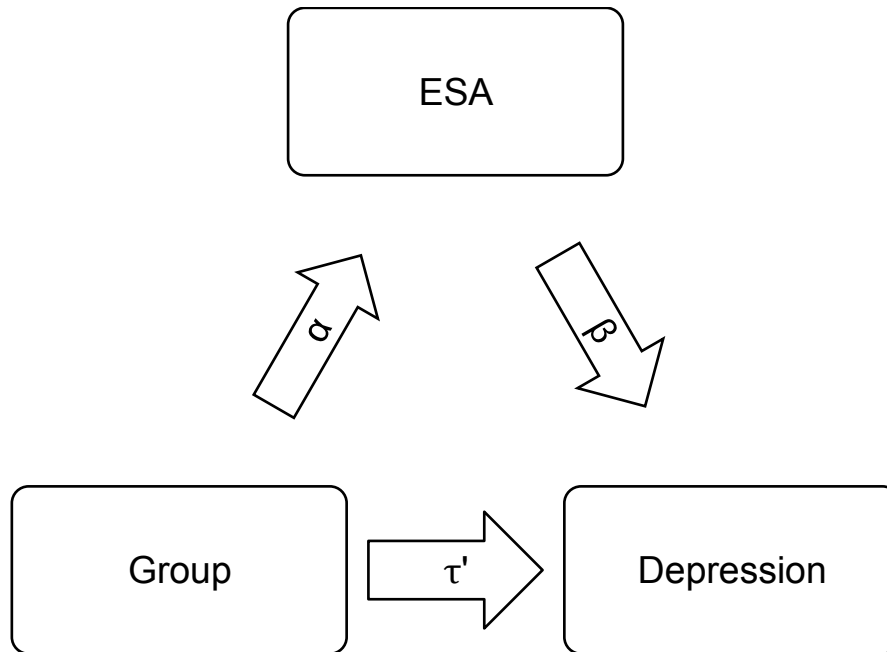 ESA
α
β
Group
τ'
Depression